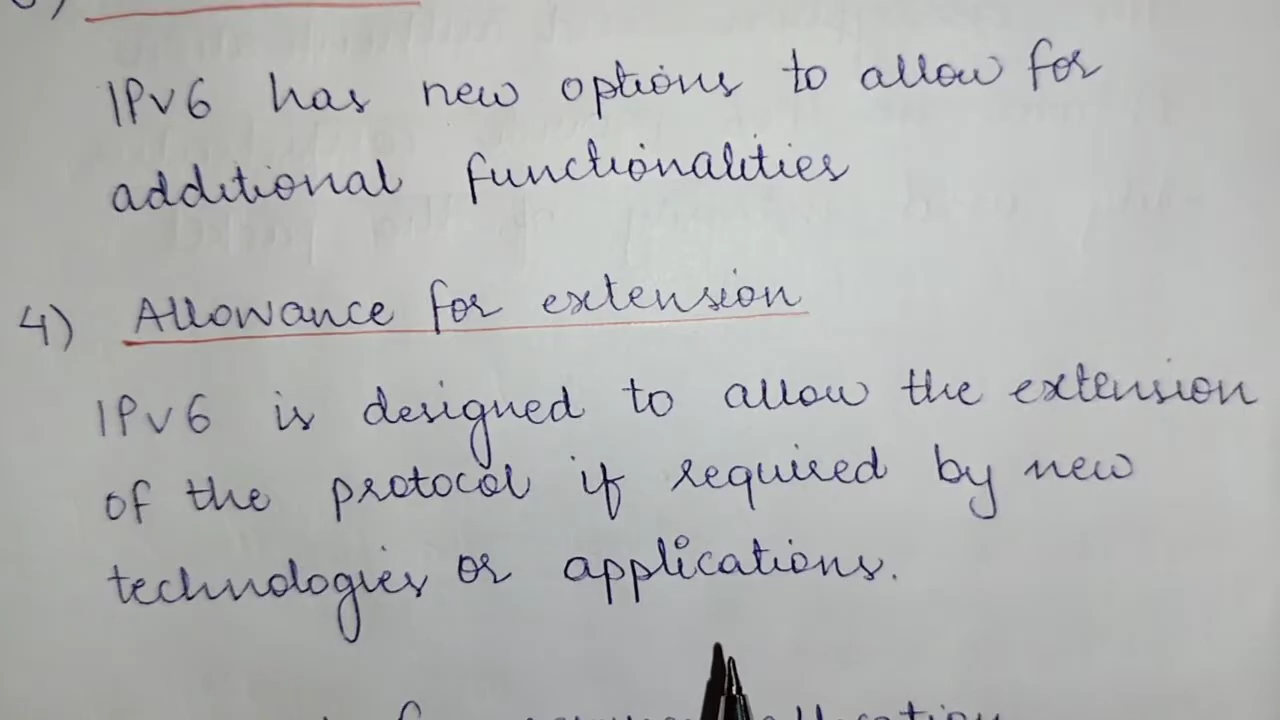 IPv6 has new options to allow for
additional functionalities
4) Allowance for extension
IPv6 is designed to allow the extension
of the protocol if required by new
technologies or applications.